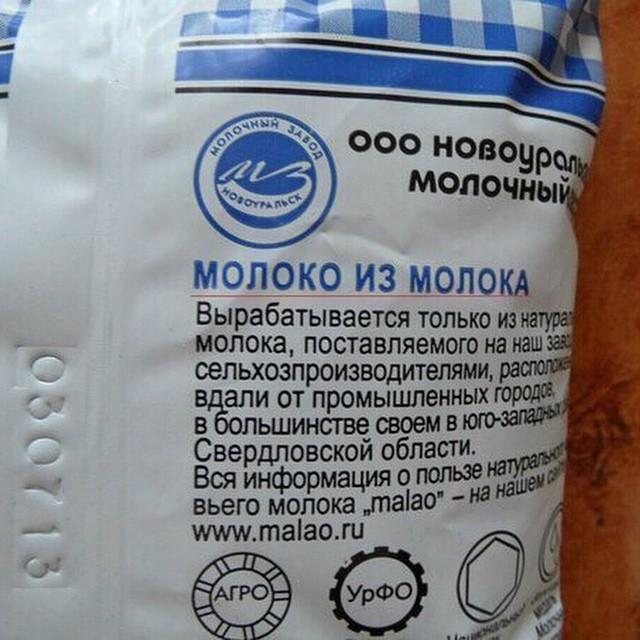 МОЛОЧНЫЙ ЗАВОД
МЗ
НОВОУРАЛЬСК
ООО
МОЛОЧНЫЙ
МОЛОКО ИЗ МОЛОКА
Вырабатывается только из
молока, поставляемого на наш
сельхозпроизводителями,
вдали от промышленных городов,
в большинстве своем в юго-западных
Свердловской области.
Вся информация о пользе натурального
вьего молока „malao” – на нашем
www.malao.ru
АГРО
УрФО
030713